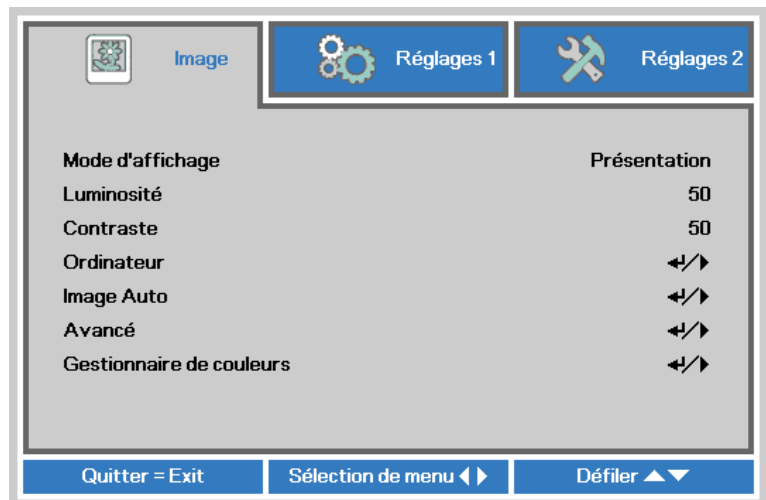 Image
Réglages 1
Réglages 2
Mode d'affichage Présentation
Luminosité 50
Contraste 50
Ordinateur
Image Auto
Avancé
Gestionnaire de couleurs
Quitter = Exit
Sélection de menu
Défiler